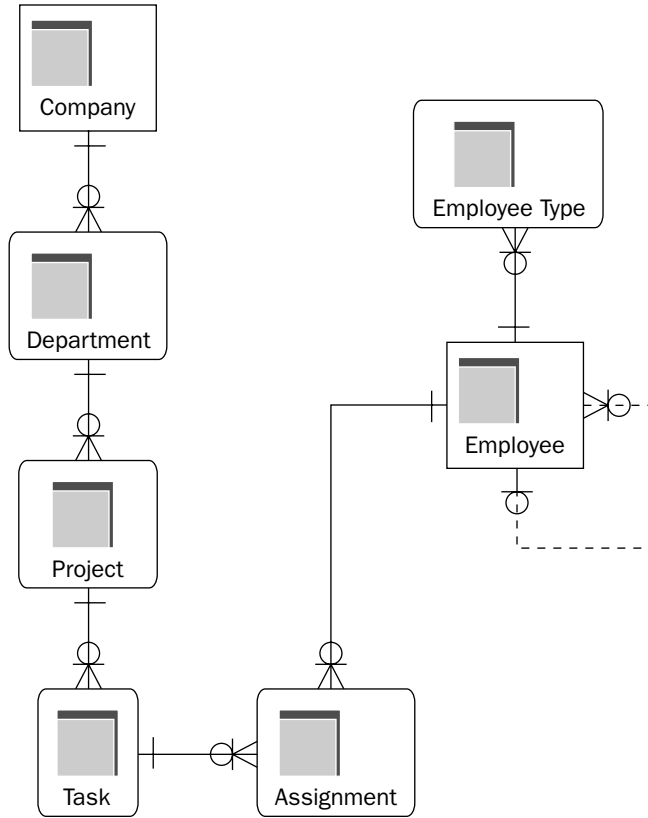 Company
Employee Type
Department
Employee
Project
Task
Assignment